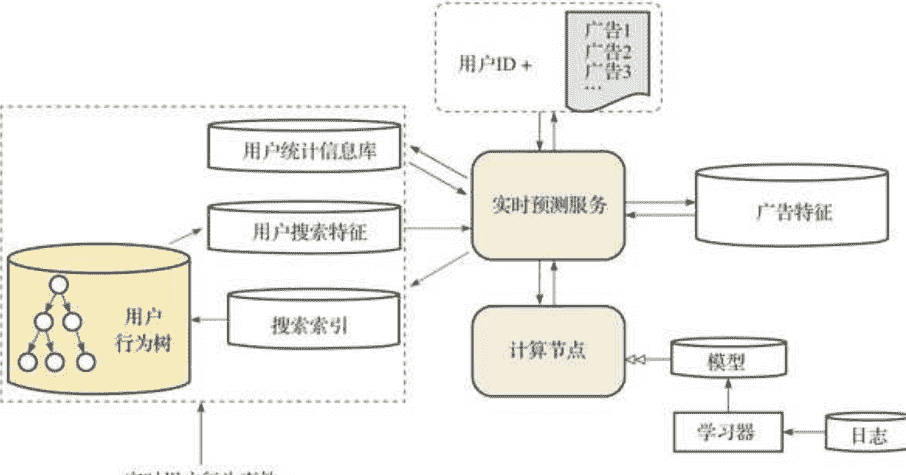 用户ID +
广告1
广告2
广告3
...
用户统计信息库
实时预测服务
广告特征
用户搜索特征
用户
行为树
搜索索引
计算节点
模型
学习器
日志